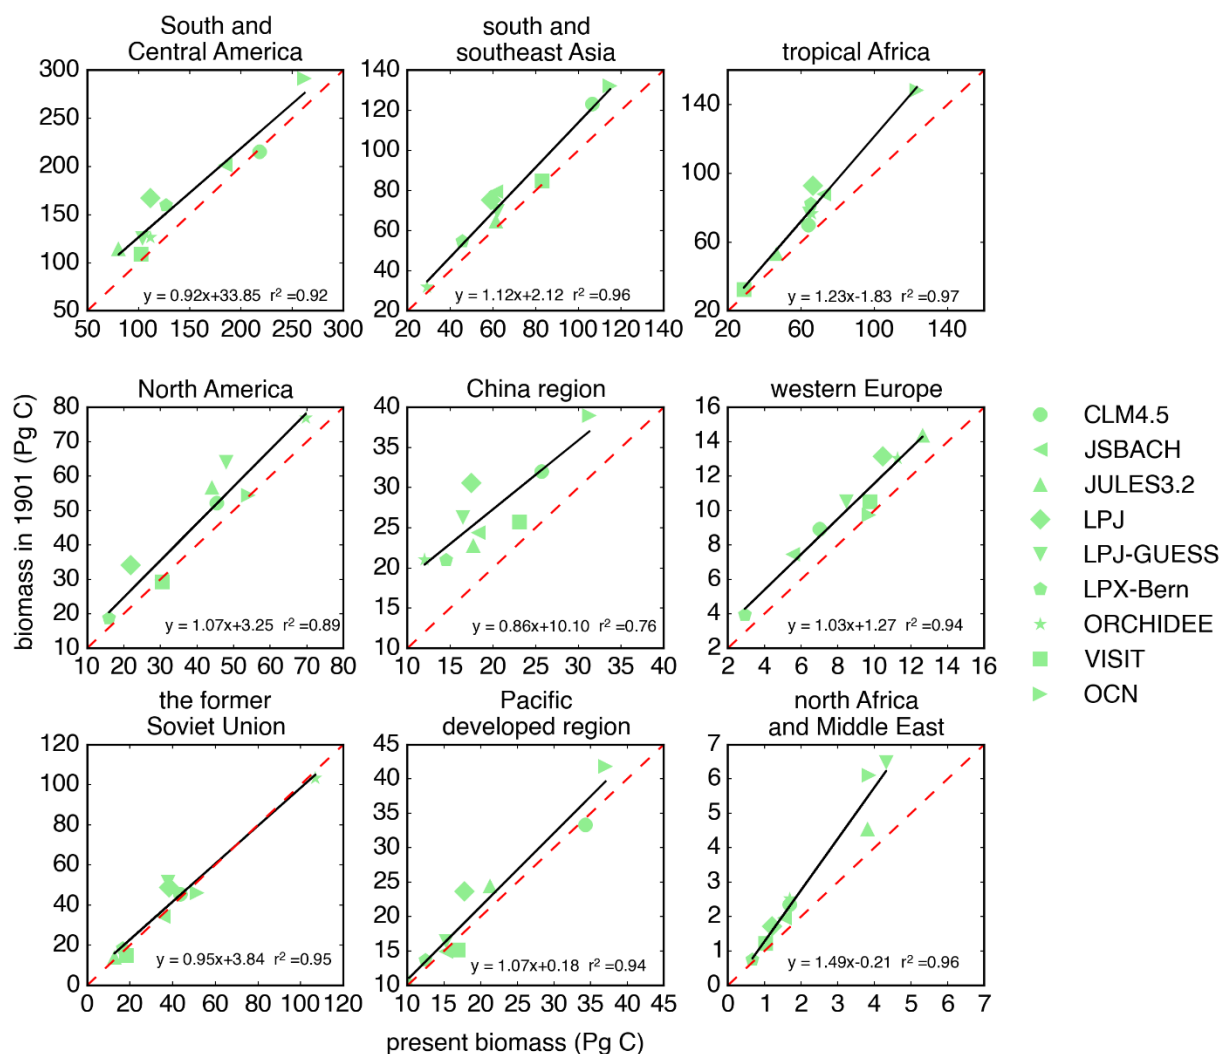 South and
Central America
300
250
200
150
100
50
50 100 150 200 250 300
y = 0.92x+33.85 r² =0.92
south and
southeast Asia
140
120
100
80
60
40
20
20 40 60 80 100 120 140
y = 1.12x+2.12 r² =0.96
tropical Africa
140
100
60
20
20 60 100 140
y = 1.23x-1.83 r² =0.97
biomass in 1901 (Pg C)
North America
80
70
60
50
40
30
20
10
10 20 30 40 50 60 70 80
y = 1.07x+3.25 r² =0.89
China region
40
35
30
25
20
15
10
10 15 20 25 30 35 40
y = 0.86x+10.10 r² =0.76
western Europe
16
14
12
10
8
6
4
2
2 4 6 8 10 12 14 16
y = 1.03x+1.27 r² =0.94
CLM4.5
JSBACH
JULES3.2
LPJ
LPJ-GUESS
LPX-Bern
ORCHIDEE
VISIT
OCN
the former
Soviet Union
120
100
80
60
40
20
0
0 20 40 60 80 100 120
y = 0.95x+3.84 r² =0.95
Pacific
developed region
45
40
35
30
25
20
15
10
10 15 20 25 30 35 40 45
y = 1.07x+0.18 r² =0.94
north Africa
and Middle East
7
6
5
4
3
2
1
0
0 1 2 3 4 5 6 7
y = 1.49x-0.21 r² =0.96
present biomass (Pg C)